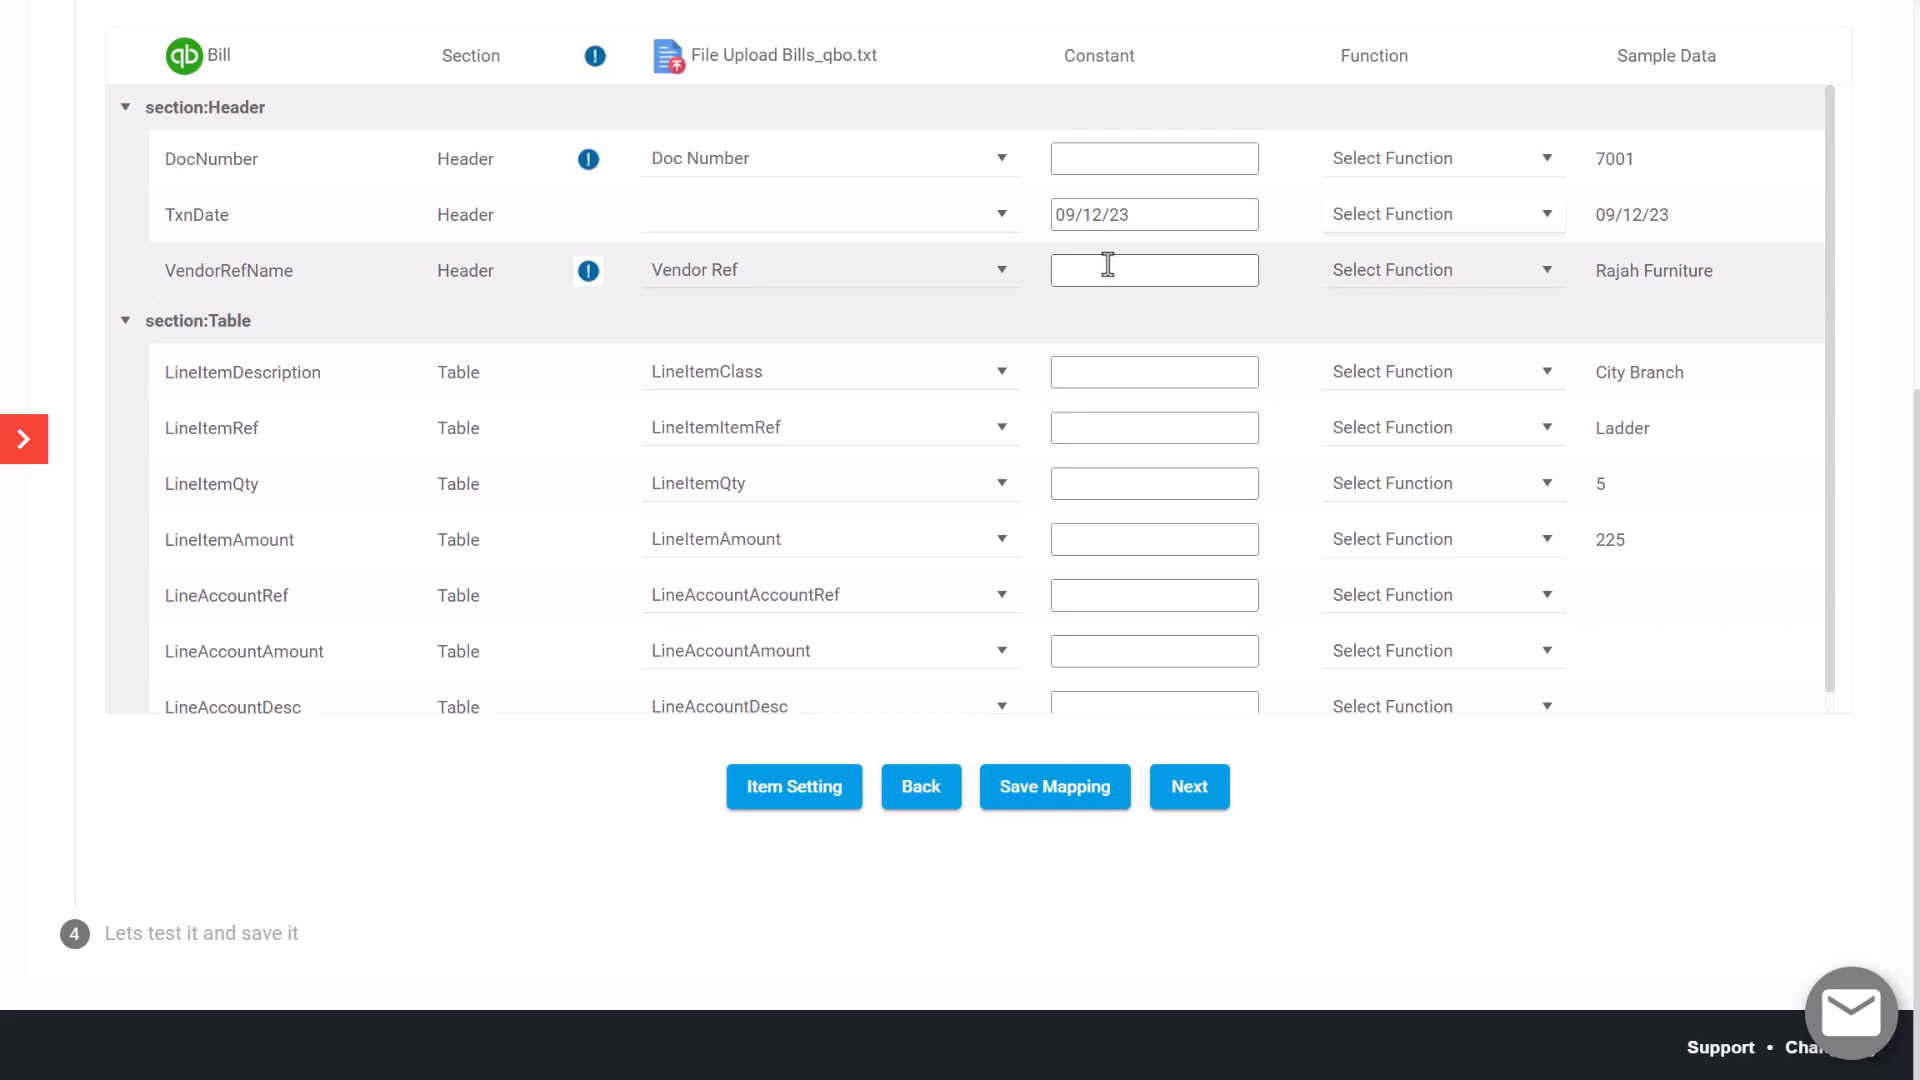 qb Bill Section ! File Upload Bills_qbo.txt Constant Function Sample Data
section:Header
DocNumber Header ! Doc Number Select Function 7001
TxnDate Header 09/12/23 Select Function 09/12/23
VendorRefName Header ! Vendor Ref Select Function Rajah Furniture
section:Table
LineItemDescription Table LineItemClass Select Function City Branch
LineItemRef Table LineItemItemRef Select Function Ladder
LineItemQty Table LineItemQty Select Function 5
LineItemAmount Table LineItemAmount Select Function 225
LineAccountRef Table LineAccountAccountRef Select Function
LineAccountAmount Table LineAccountAmount Select Function
LineAccountDesc Table LineAccountDesc Select Function
Item Setting Back Save Mapping Next
4 Lets test it and save it
Support •